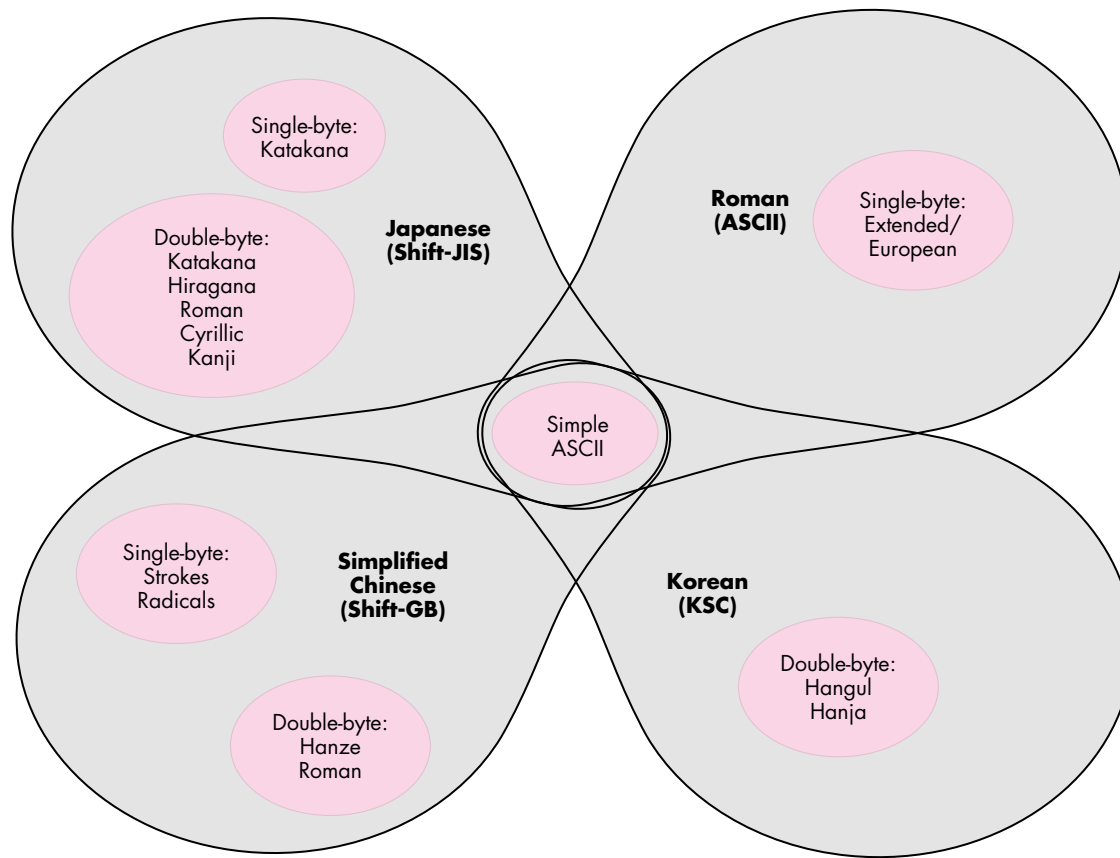 Single-byte:
Katakana
Double-byte:
Katakana
Hiragana
Roman
Cyrillic
Kanji
Japanese
(Shift-JIS)
Roman
(ASCII)
Single-byte:
Extended/
European
Simple
ASCII
Single-byte:
Strokes
Radicals
Simplified
Chinese
(Shift-GB)
Double-byte:
Hanze
Roman
Korean
(KSC)
Double-byte:
Hangul
Hanja